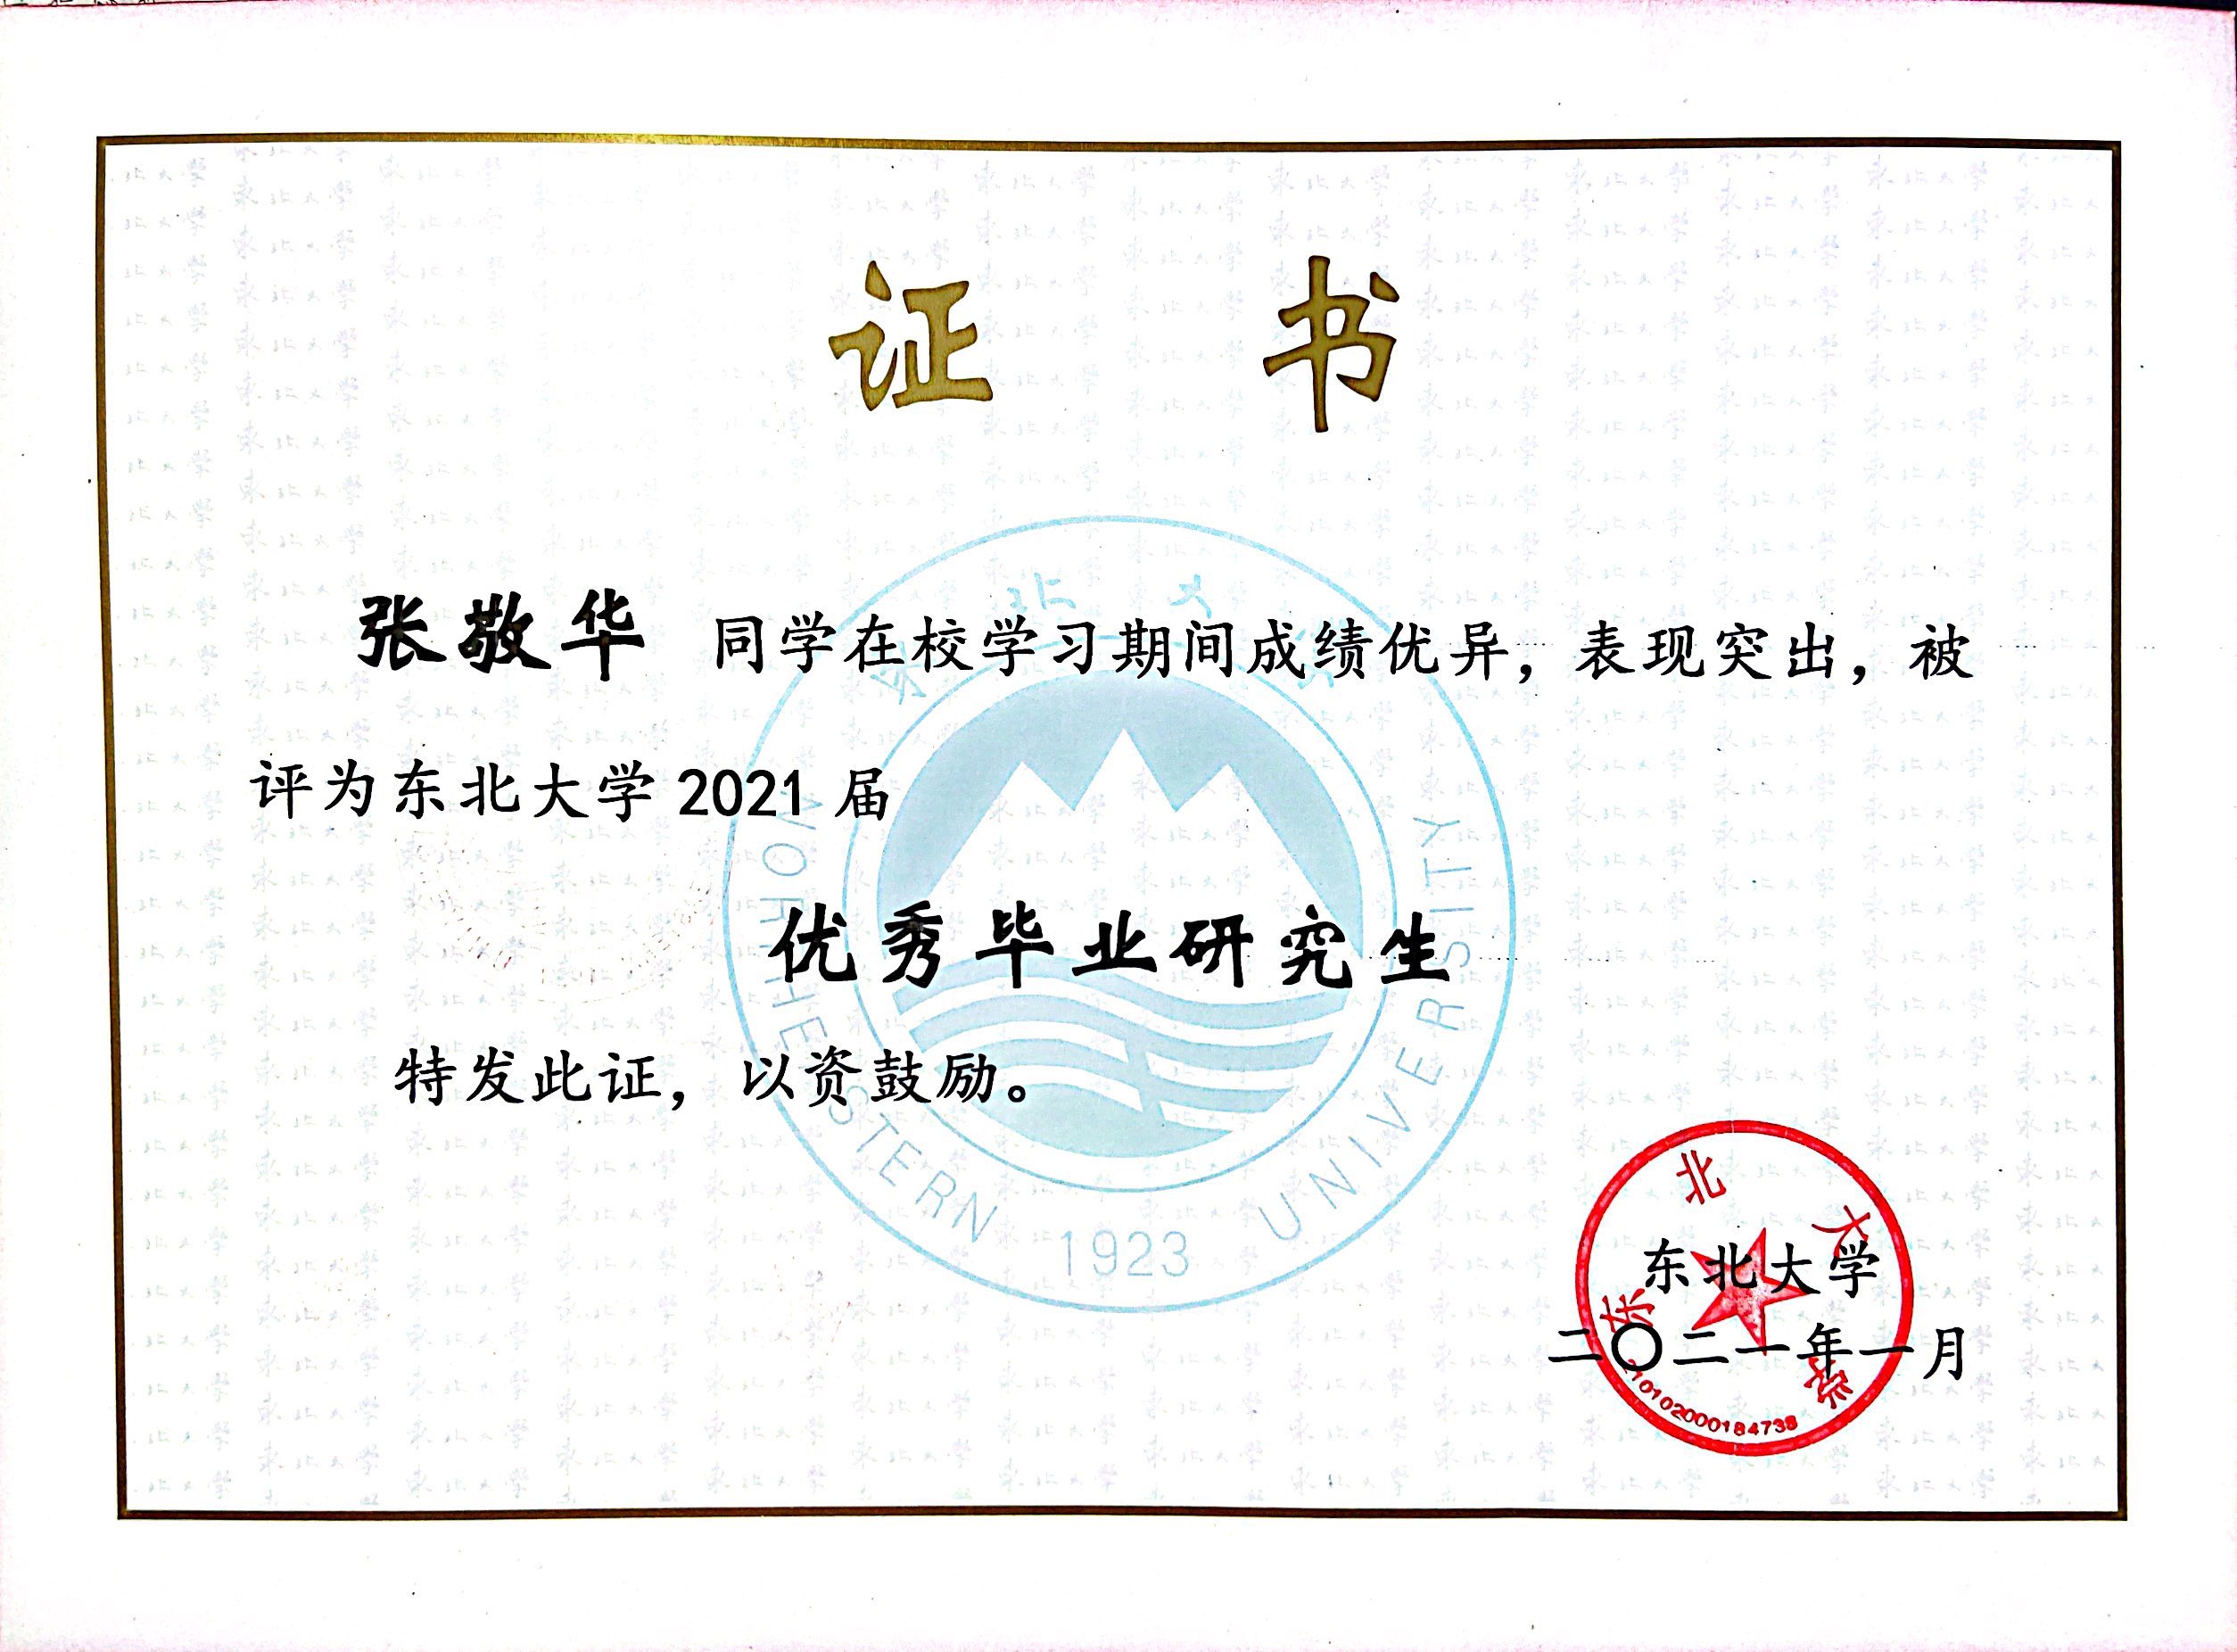 证 书
张敬华 同学在校学习期间成绩优异，表现突出，被
评为东北大学 2021 届
优秀毕业研究生
特发此证，以资鼓励。
东北大学
二〇二一年一月
东北大学
210102000184738
NORTHEASTERN UNIVERSITY
1923